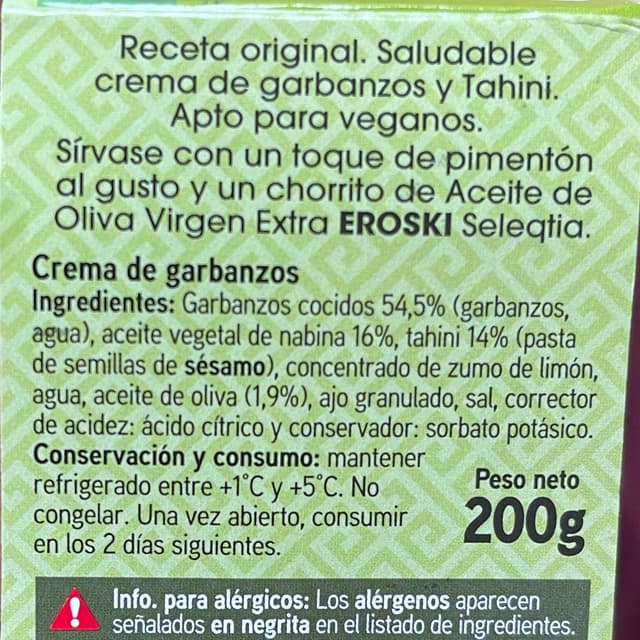 Receta original. Saludable
crema de garbanzos y Tahini.
Apto para veganos.
Sírvase con un toque de pimentón
al gusto y un chorrito de Aceite de
Oliva Virgen Extra EROSKI Seleqtia.
Crema de garbanzos
Ingredientes: Garbanzos cocidos 54,5% (garbanzos,
agua), aceite vegetal de nabina 16%, tahini 14% (pasta
de semillas de sésamo), concentrado de zumo de limón,
agua, aceite de oliva (1,9%), ajo granulado, sal, corrector
de acidez: ácido cítrico y conservador: sorbato potásico.
Conservación y consumo: mantener
refrigerado entre +1°C y +5°C. No
congelar. Una vez abierto, consumir
en los 2 días siguientes.
Peso neto
200g
Info. para alérgicos: Los alérgenos aparecen
señalados en negrita en el listado de ingredientes.